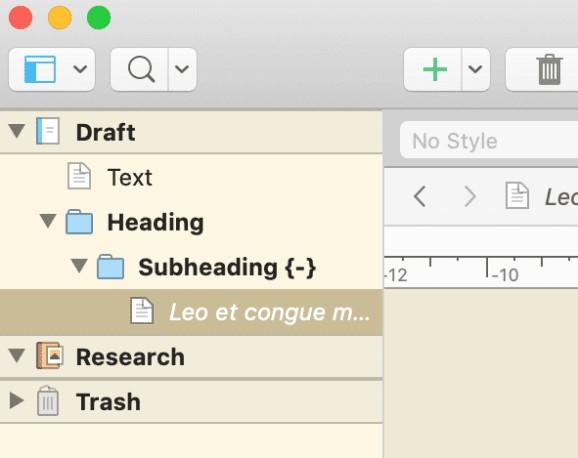 Draft
No Style
Text
Heading
Subheading {-}
Leo et congue m...
Research
Trash
-12
-10